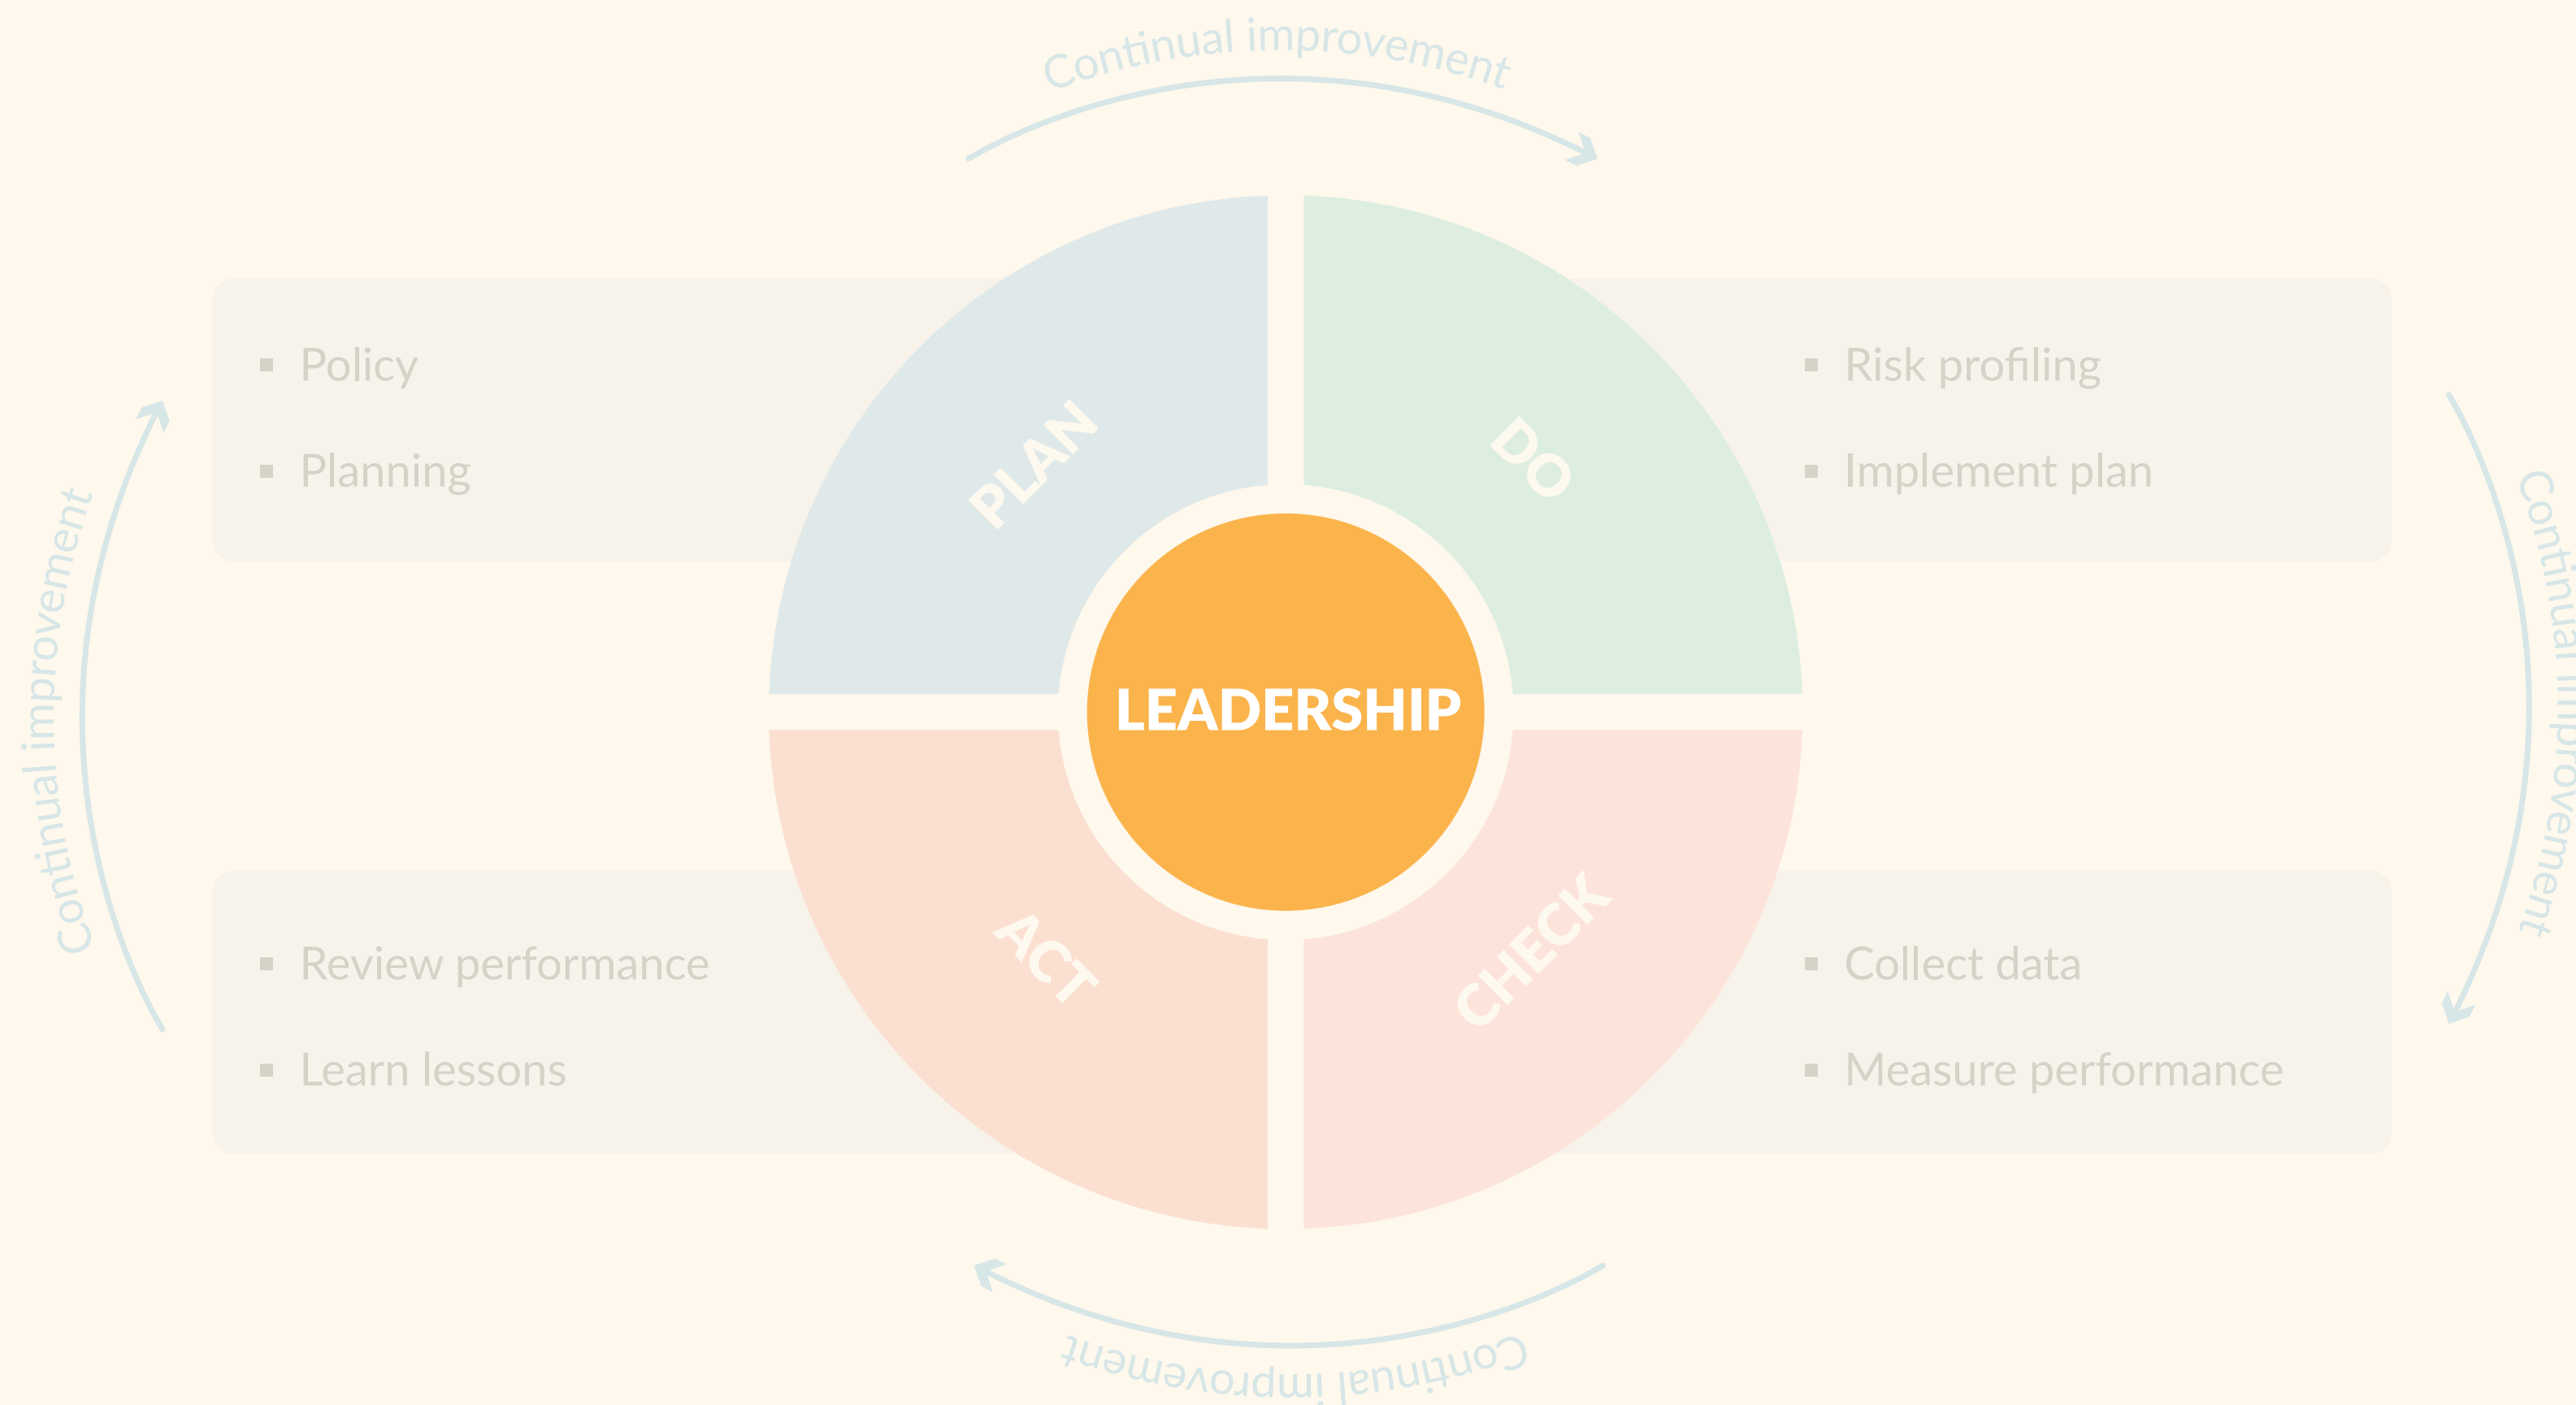 Continual improvement
▪ Policy
▪ Planning
PLAN
DO
▪ Risk profiling
▪ Implement plan
Continual improvement
LEADERSHIP
Continual improvement
▪ Review performance
▪ Learn lessons
ACT
CHECK
▪ Collect data
▪ Measure performance
Continual improvement